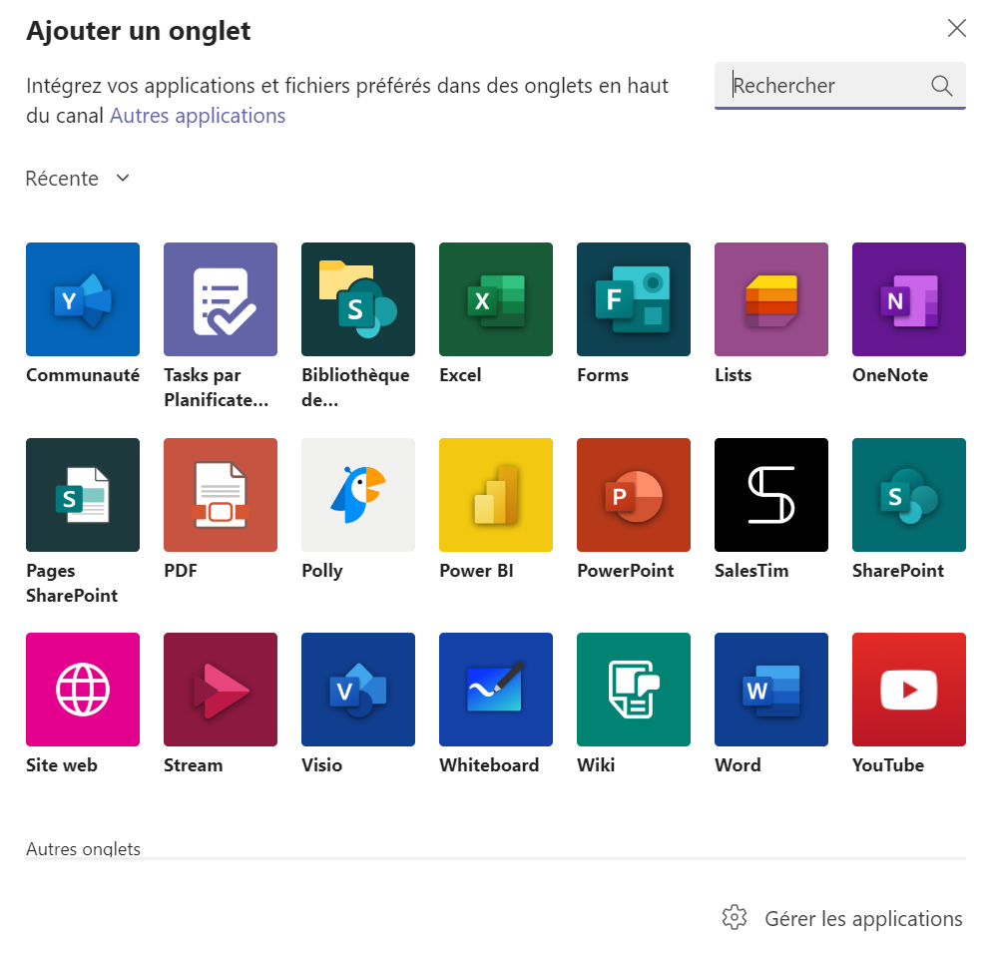 Ajouter un onglet
Intégrez vos applications et fichiers préférés dans des onglets en haut
du canal Autres applications
Rechercher
Récente
Y
S
X
F
N
Communauté
Tasks par
Planificate...
Bibliothèque
de...
Excel
Forms
Lists
OneNote
S
P
S
Pages
SharePoint
PDF
Polly
Power BI
PowerPoint
SalesTim
SharePoint
V
W
Site web
Stream
Visio
Whiteboard
Wiki
Word
YouTube
Autres onglets
Gérer les applications